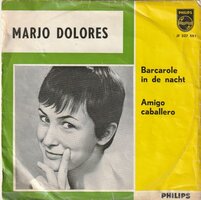 MARJO DOLORES
PHILIPS
Barcarole
in de nacht
Amigo
caballero
PHILIPS